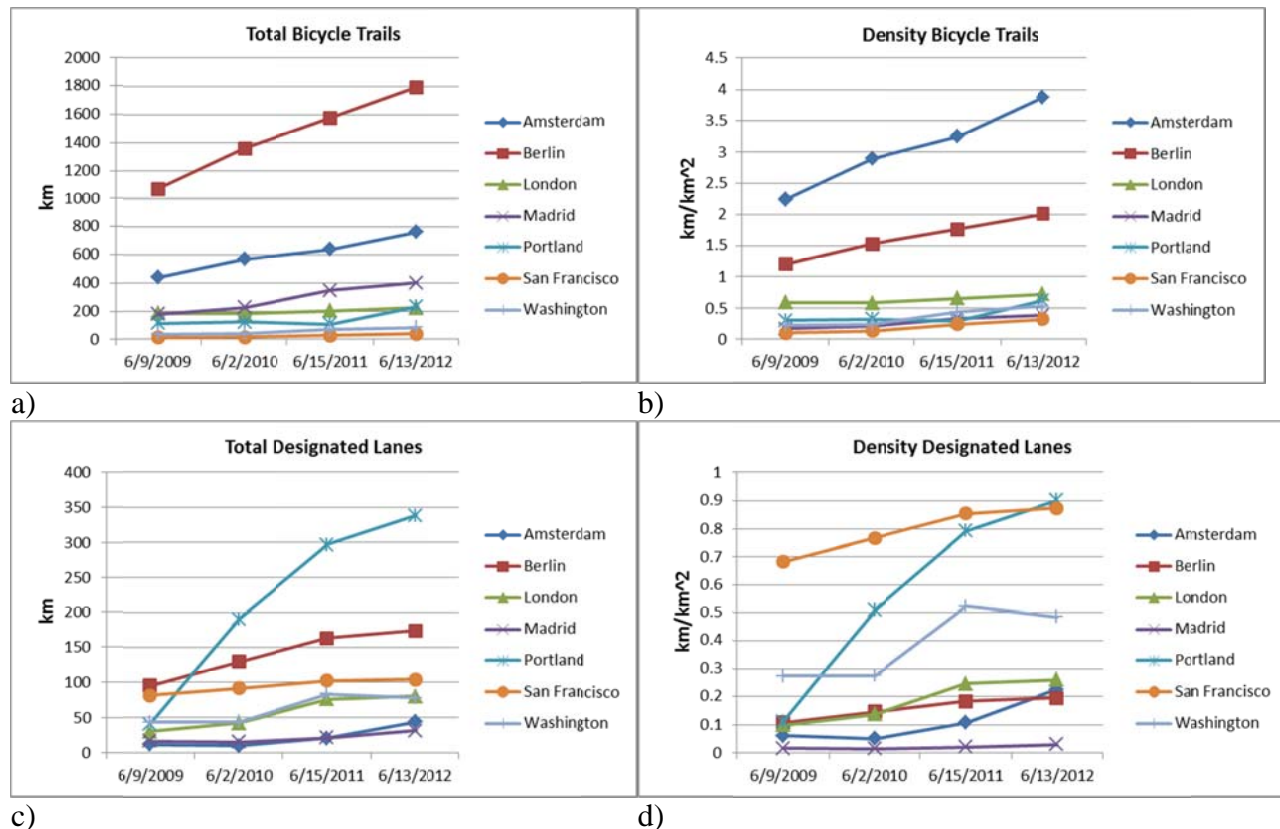 Total Bicycle Trails
2000
1800
1600
1400
1200
1000
800
600
400
200
0
km
6/9/2009 6/2/2010 6/15/2011 6/13/2012
Amsterdam
Berlin
London
Madrid
Portland
San Francisco
Washington
a)
Density Bicycle Trails
4.5
4
3.5
3
2.5
2
1.5
1
0.5
0
km/km^2
6/9/2009 6/2/2010 6/15/2011 6/13/2012
Amsterdam
Berlin
London
Madrid
Portland
San Francisco
Washington
b)
Total Designated Lanes
400
350
300
250
200
150
100
50
0
km
6/9/2009 6/2/2010 6/15/2011 6/13/2012
Amsterdam
Berlin
London
Madrid
Portland
San Francisco
Washington
c)
Density Designated Lanes
1
0.9
0.8
0.7
0.6
0.5
0.4
0.3
0.2
0.1
0
km/km^2
6/9/2009 6/2/2010 6/15/2011 6/13/2012
Amsterdam
Berlin
London
Madrid
Portland
San Francisco
Washington
d)